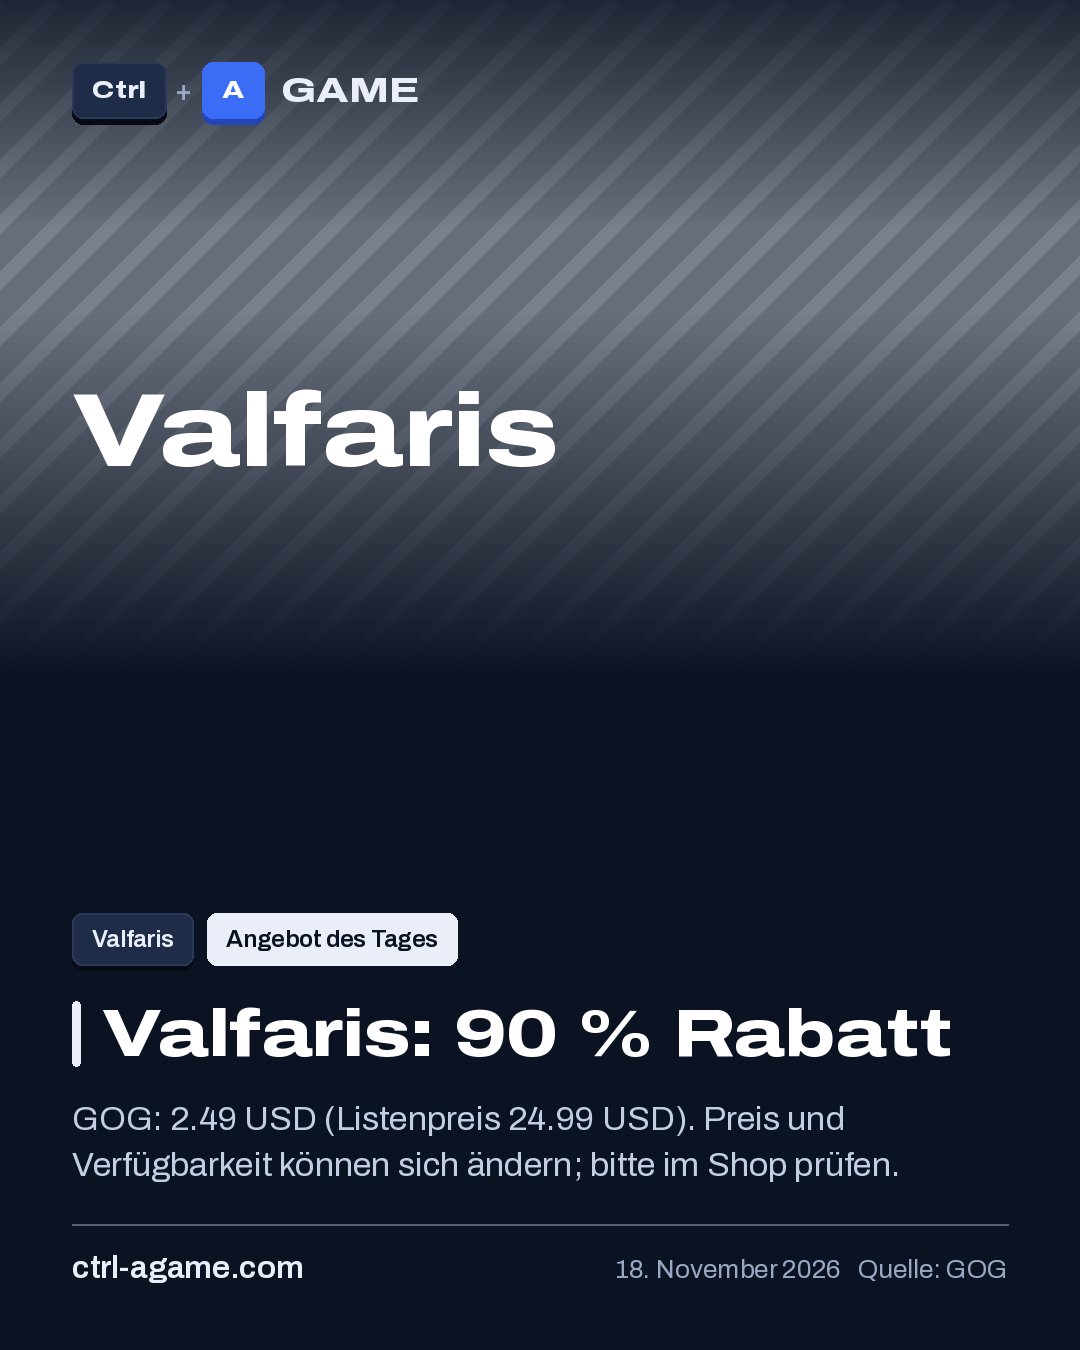 Ctrl + A GAME
Valfaris
Valfaris Angebot des Tages
Valfaris: 90 % Rabatt
GOG: 2.49 USD (Listenpreis 24.99 USD). Preis und
Verfügbarkeit können sich ändern; bitte im Shop prüfen.
ctrl-agame.com 18. November 2026 Quelle: GOG